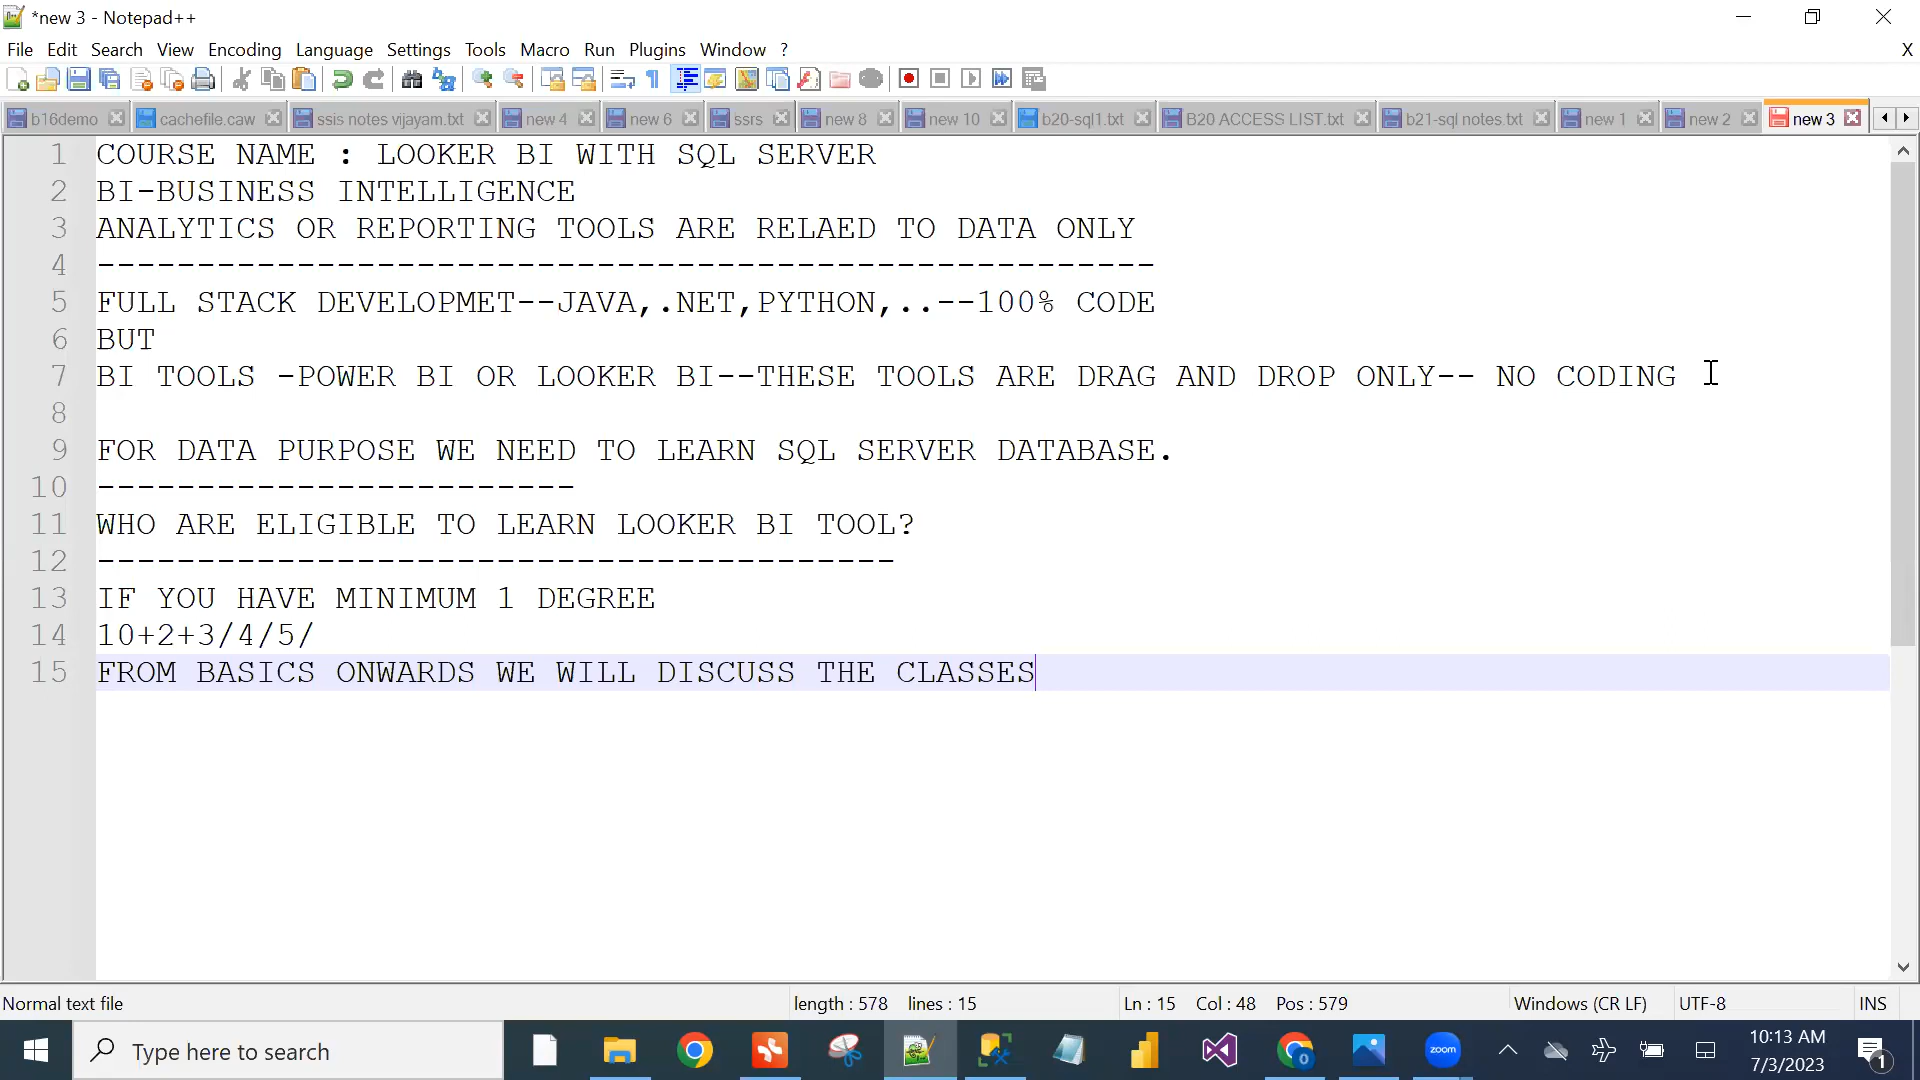 *new 3 - Notepad++
File Edit Search View Encoding Language Settings Tools Macro Run Plugins Window ? X
b16demo cachefile.caw ssis notes vijayam.txt new 4 new 6 ssrs new 8 new 10 b20-sql1.txt B20 ACCESS LIST.txt b21-sql notes.txt new 1 new 2 new 3
1 COURSE NAME : LOOKER BI WITH SQL SERVER
2 BI-BUSINESS INTELLIGENCE
3 ANALYTICS OR REPORTING TOOLS ARE RELAED TO DATA ONLY
4 -----------------------------------------------------
5 FULL STACK DEVELOPMET--JAVA,.NET,PYTHON,..--100% CODE
6 BUT
7 BI TOOLS -POWER BI OR LOOKER BI--THESE TOOLS ARE DRAG AND DROP ONLY-- NO CODING
8
9 FOR DATA PURPOSE WE NEED TO LEARN SQL SERVER DATABASE.
10 ------------------------
11 WHO ARE ELIGIBLE TO LEARN LOOKER BI TOOL?
12 ----------------------------------------
13 IF YOU HAVE MINIMUM 1 DEGREE
14 10+2+3/4/5/
15 FROM BASICS ONWARDS WE WILL DISCUSS THE CLASSES
Normal text file length : 578 lines : 15 Ln : 15 Col : 48 Pos : 579 Windows (CR LF) UTF-8 INS
Type here to search zoom 10:13 AM
7/3/2023 1